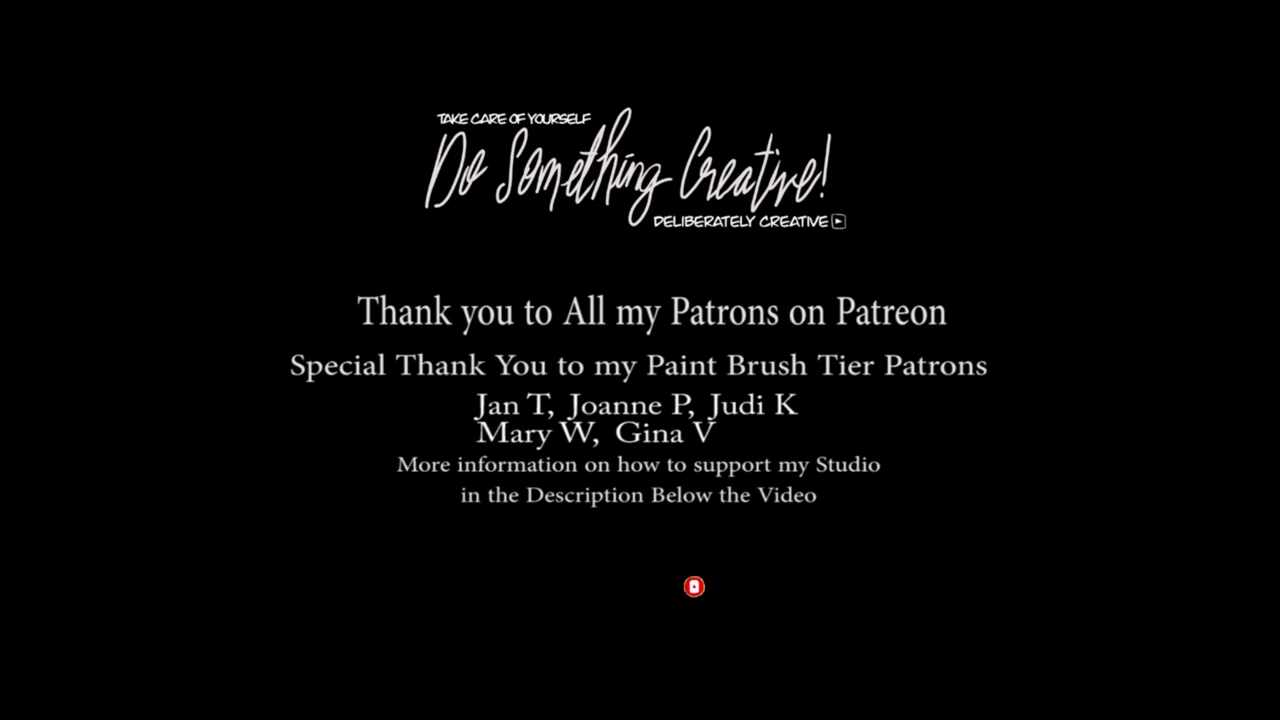 TAKE CARE OF YOURSELF
Do Something Creative!
DELIBERATELY CREATIVE
Thank you to All my Patrons on Patreon
Special Thank You to my Paint Brush Tier Patrons
Jan T, Joanne P, Judi K
Mary W, Gina V
More information on how to support my Studio
in the Description Below the Video